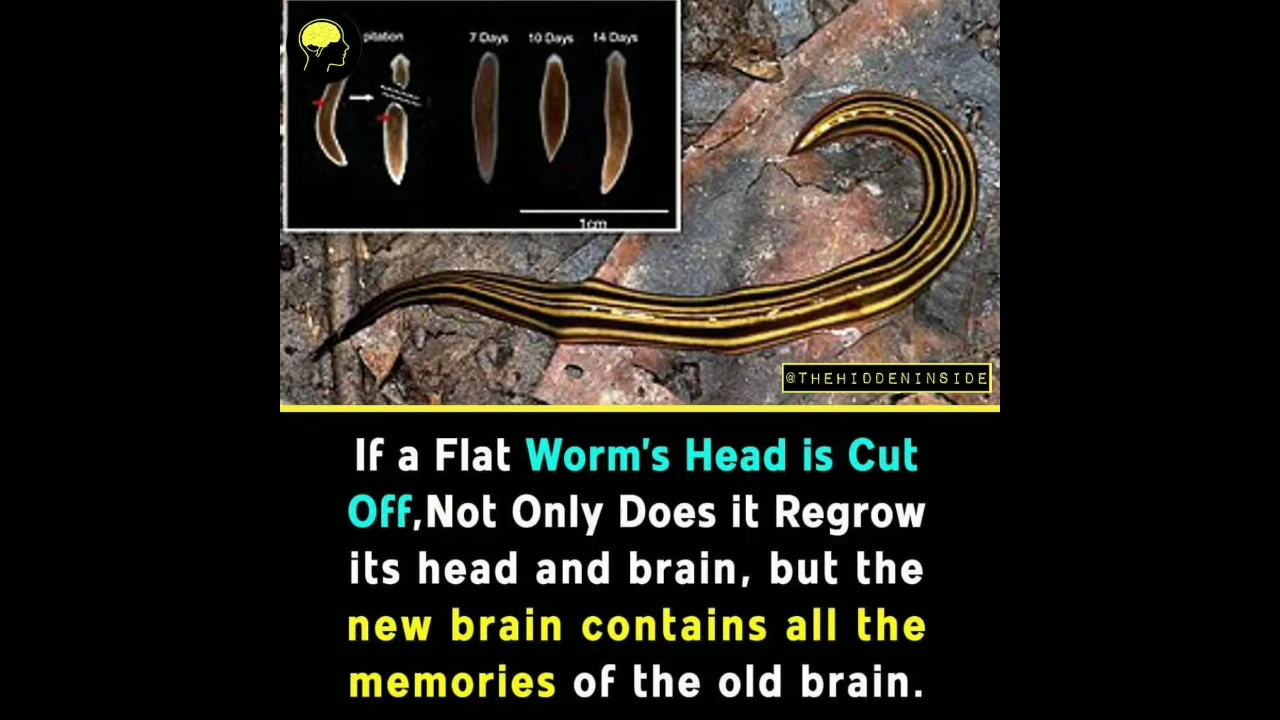 pitation 7 Days 10 Days 14 Days
1cm
@THEHIDDENINSIDE
If a Flat Worm's Head is Cut
Off,Not Only Does it Regrow
its head and brain, but the
new brain contains all the
memories of the old brain.